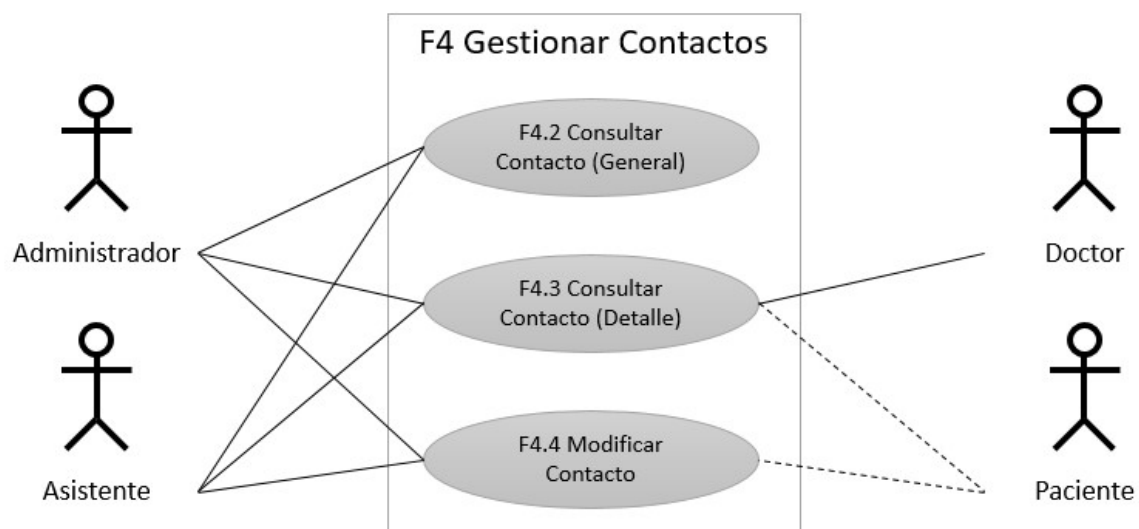 F4 Gestionar Contactos
F4.2 Consultar
Contacto (General)
Administrador
Doctor
F4.3 Consultar
Contacto (Detalle)
F4.4 Modificar
Contacto
Asistente
Paciente